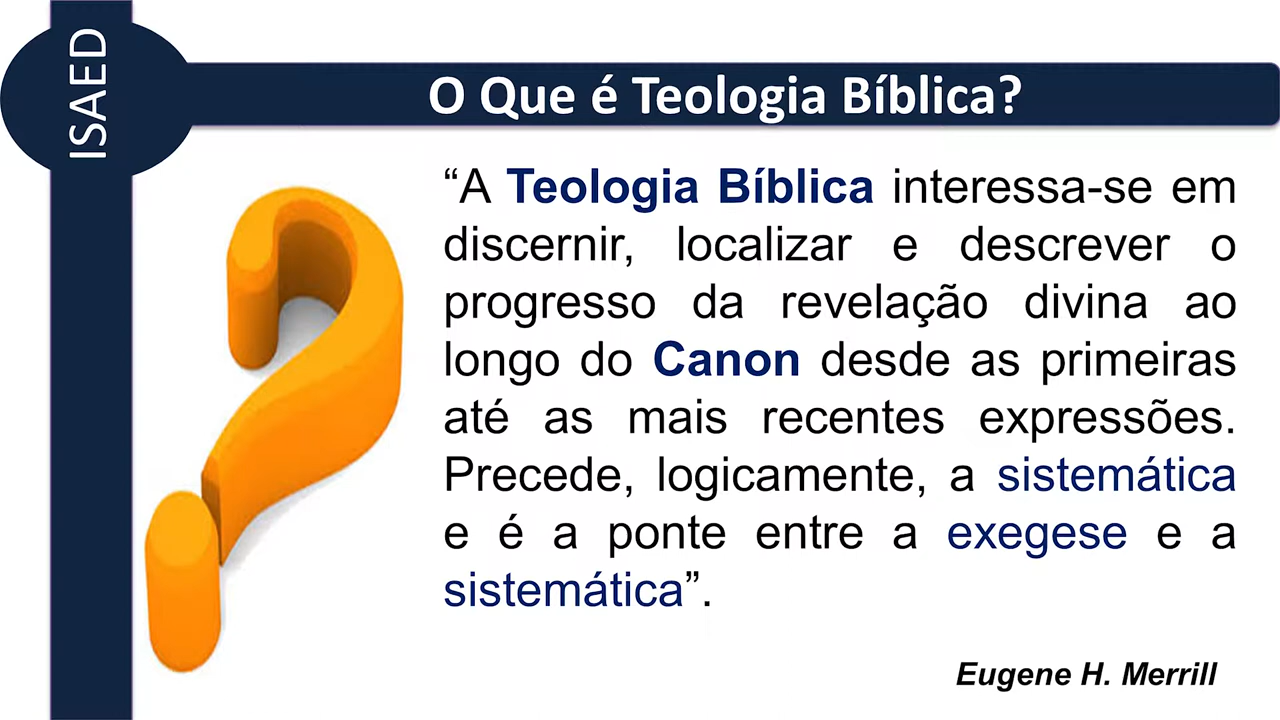 ISAED
O Que é Teologia Bíblica?
“A Teologia Bíblica interessa-se em
discernir, localizar e descrever o
progresso da revelação divina ao
longo do Canon desde as primeiras
até as mais recentes expressões.
Precede, logicamente, a sistemática
e é a ponte entre a exegese e a
sistemática”.
Eugene H. Merrill